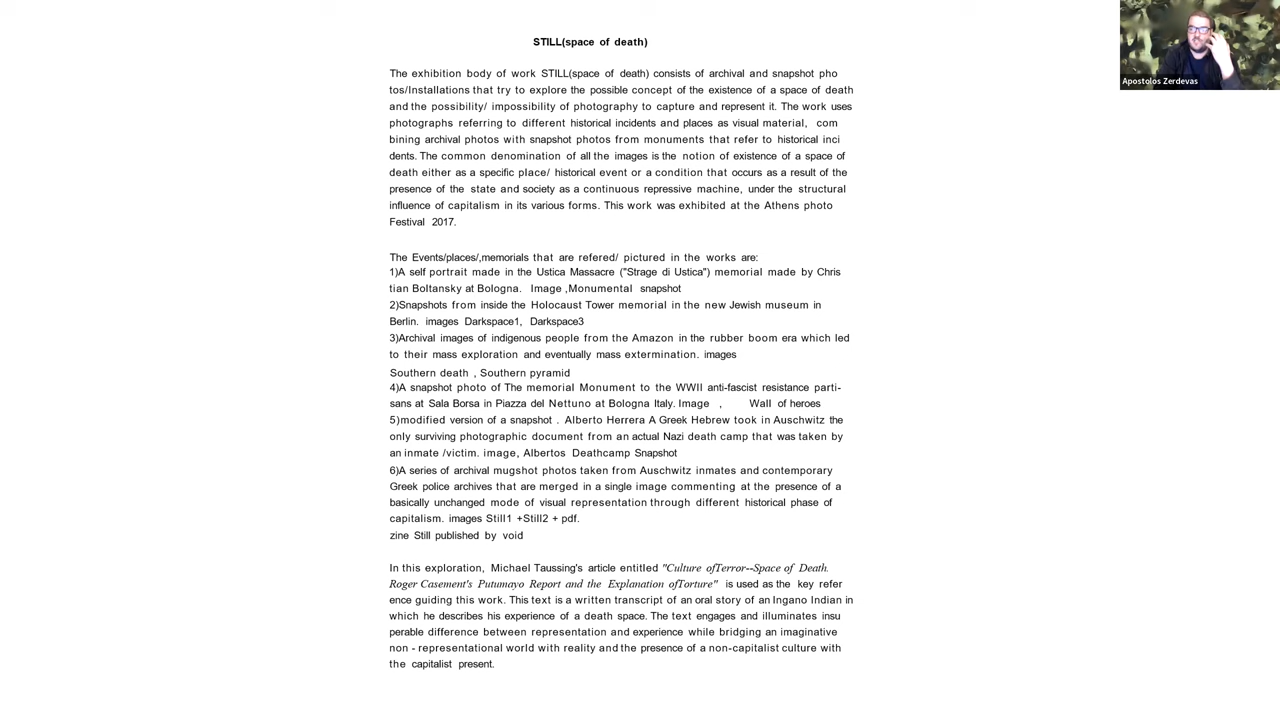 STILL(space of death)
The exhibition body of work STILL(space of death) consists of archival and snapshot pho
tos/Installations that try to explore the possible concept of the existence of a space of death
and the possibility/ impossibility of photography to capture and represent it. The work uses
photographs referring to different historical incidents and places as visual material, com
bining archival photos with snapshot photos from monuments that refer to historical inci
dents. The common denomination of all the images is the notion of existence of a space of
death either as a specific place/ historical event or a condition that occurs as a result of the
presence of the state and society as a continuous repressive machine, under the structural
influence of capitalism in its various forms. This work was exhibited at the Athens photo
Festival 2017.
The Events/places/,memorials that are refered/ pictured in the works are:
1)A self portrait made in the Ustica Massacre ("Strage di Ustica") memorial made by Chris
tian Boltansky at Bologna. Image ,Monumental snapshot
2)Snapshots from inside the Holocaust Tower memorial in the new Jewish museum in
Berlin. images Darkspace1, Darkspace3
3)Archival images of indigenous people from the Amazon in the rubber boom era which led
to their mass exploration and eventually mass extermination. images
Southern death , Southern pyramid
4)A snapshot photo of The memorial Monument to the WWII anti-fascist resistance parti-
sans at Sala Borsa in Piazza del Nettuno at Bologna Italy. Image , Wall of heroes
5)modified version of a snapshot . Alberto Herrera A Greek Hebrew took in Auschwitz the
only surviving photographic document from an actual Nazi death camp that was taken by
an inmate /victim. image, Albertos Deathcamp Snapshot
6)A series of archival mugshot photos taken from Auschwitz inmates and contemporary
Greek police archives that are merged in a single image commenting at the presence of a
basically unchanged mode of visual representation through different historical phase of
capitalism. images Still1 +Still2 + pdf.
zine Still published by void
In this exploration, Michael Taussing's article entitled "Culture ofTerror--Space of Death.
Roger Casement's Putumayo Report and the Explanation ofTorture" is used as the key refer
ence guiding this work. This text is a written transcript of an oral story of an Ingano Indian in
which he describes his experience of a death space. The text engages and illuminates insu
perable difference between representation and experience while bridging an imaginative
non - representational world with reality and the presence of a non-capitalist culture with
the capitalist present.
Apostolos Zerdevas